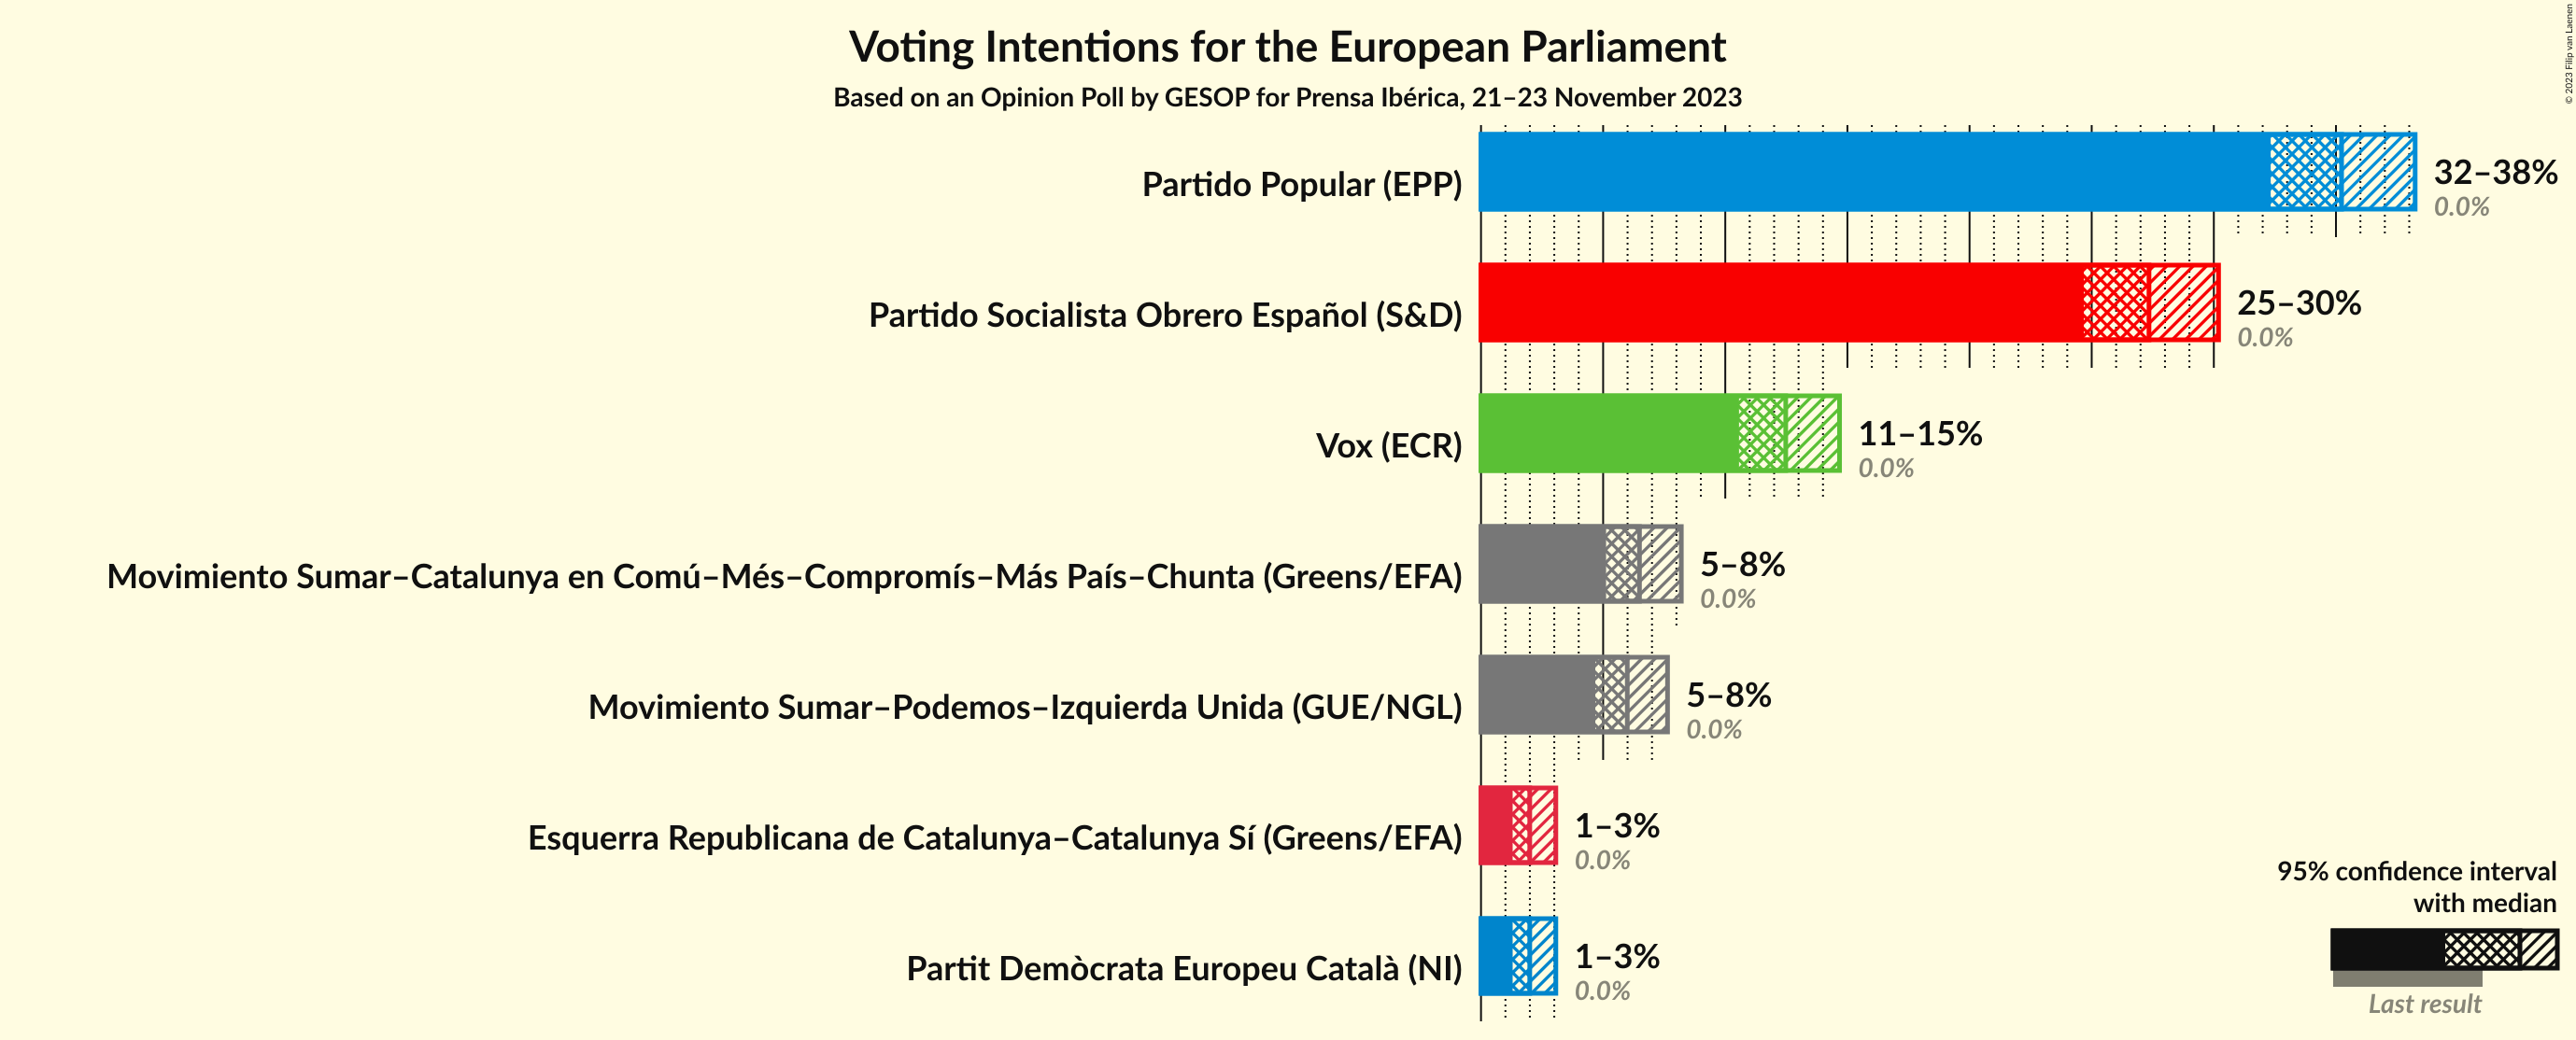 Voting Intentions for the European Parliament
Based on an Opinion Poll by GESOP for Prensa Ibérica, 21–23 November 2023
© 2023 Filip van Laenen
Partido Popular (EPP)
32–38%
0.0%
Partido Socialista Obrero Español (S&D)
25–30%
0.0%
Vox (ECR)
11–15%
0.0%
Movimiento Sumar–Catalunya en Comú–Més–Compromís–Más País–Chunta (Greens/EFA)
5–8%
0.0%
Movimiento Sumar–Podemos–Izquierda Unida (GUE/NGL)
5–8%
0.0%
Esquerra Republicana de Catalunya–Catalunya Sí (Greens/EFA)
1–3%
0.0%
Partit Demòcrata Europeu Català (NI)
1–3%
0.0%
95% confidence interval
with median
Last result